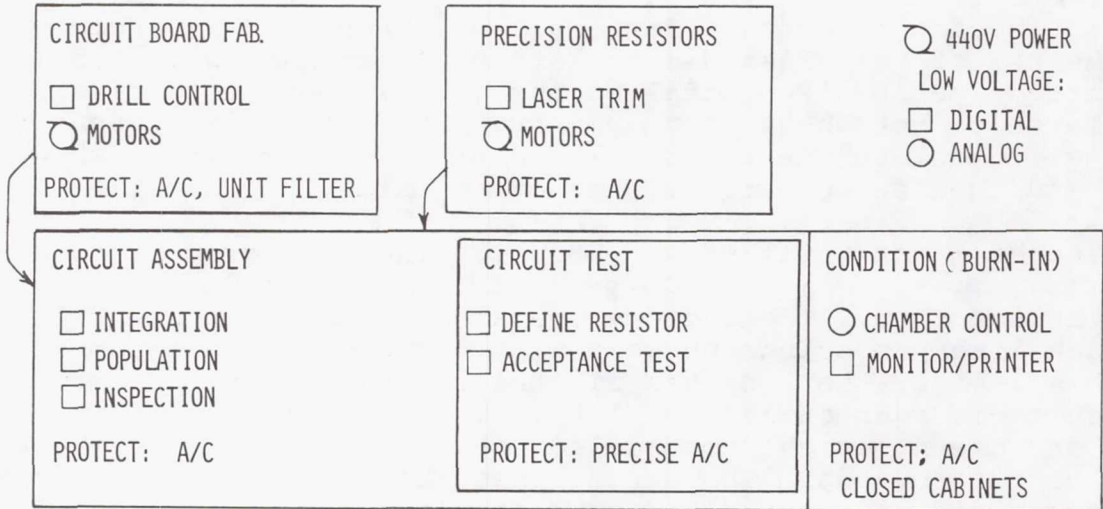 CIRCUIT BOARD FAB.
DRILL CONTROL
MOTORS
PROTECT: A/C, UNIT FILTER
PRECISION RESISTORS
LASER TRIM
MOTORS
PROTECT: A/C
440V POWER
LOW VOLTAGE:
DIGITAL
ANALOG
CIRCUIT ASSEMBLY
INTEGRATION
POPULATION
INSPECTION
PROTECT: A/C
CIRCUIT TEST
DEFINE RESISTOR
ACCEPTANCE TEST
PROTECT: PRECISE A/C
CONDITION (BURN-IN)
CHAMBER CONTROL
MONITOR/PRINTER
PROTECT; A/C
CLOSED CABINETS